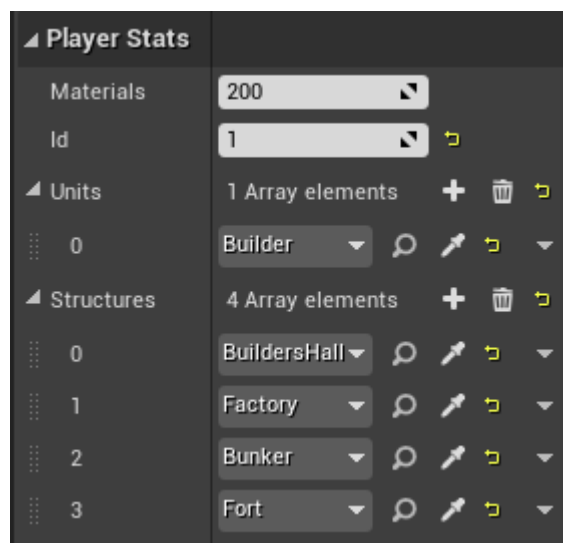 Player Stats
Materials 200
Id 1
Units 1 Array elements
0 Builder
Structures 4 Array elements
0 BuildersHall
1 Factory
2 Bunker
3 Fort